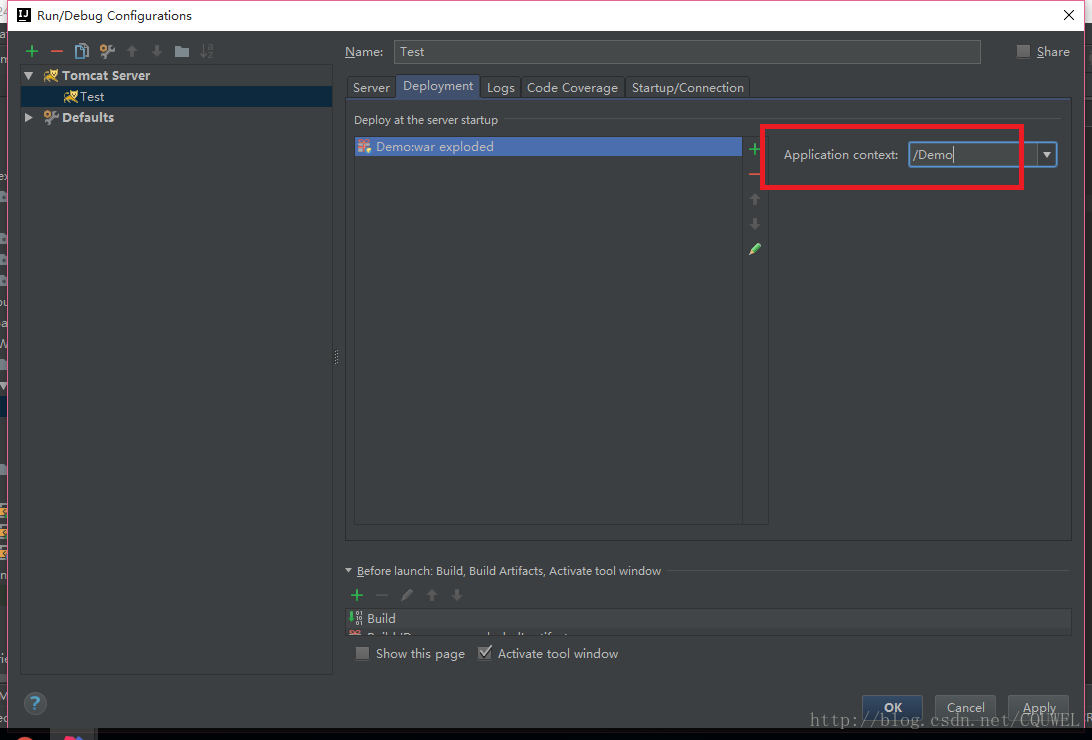 Run/Debug Configurations
Name: Test
Share
Tomcat Server
Test
Defaults
Server Deployment Logs Code Coverage Startup/Connection
Deploy at the server startup
Demo:war exploded
Application context: /Demo
Before launch: Build, Build Artifacts, Activate tool window
Build
Show this page Activate tool window
?
OK Cancel Apply
http://blog.csdn.net/CQUWEL